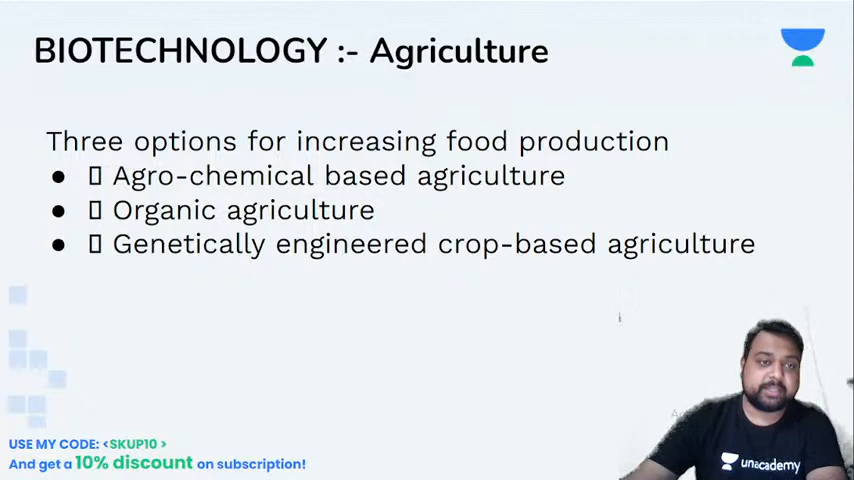 BIOTECHNOLOGY :- Agriculture
Three options for increasing food production
● Agro-chemical based agriculture
● Organic agriculture
● Genetically engineered crop-based agriculture
USE MY CODE: <SKUP10 >
And get a 10% discount on subscription!
unacademy